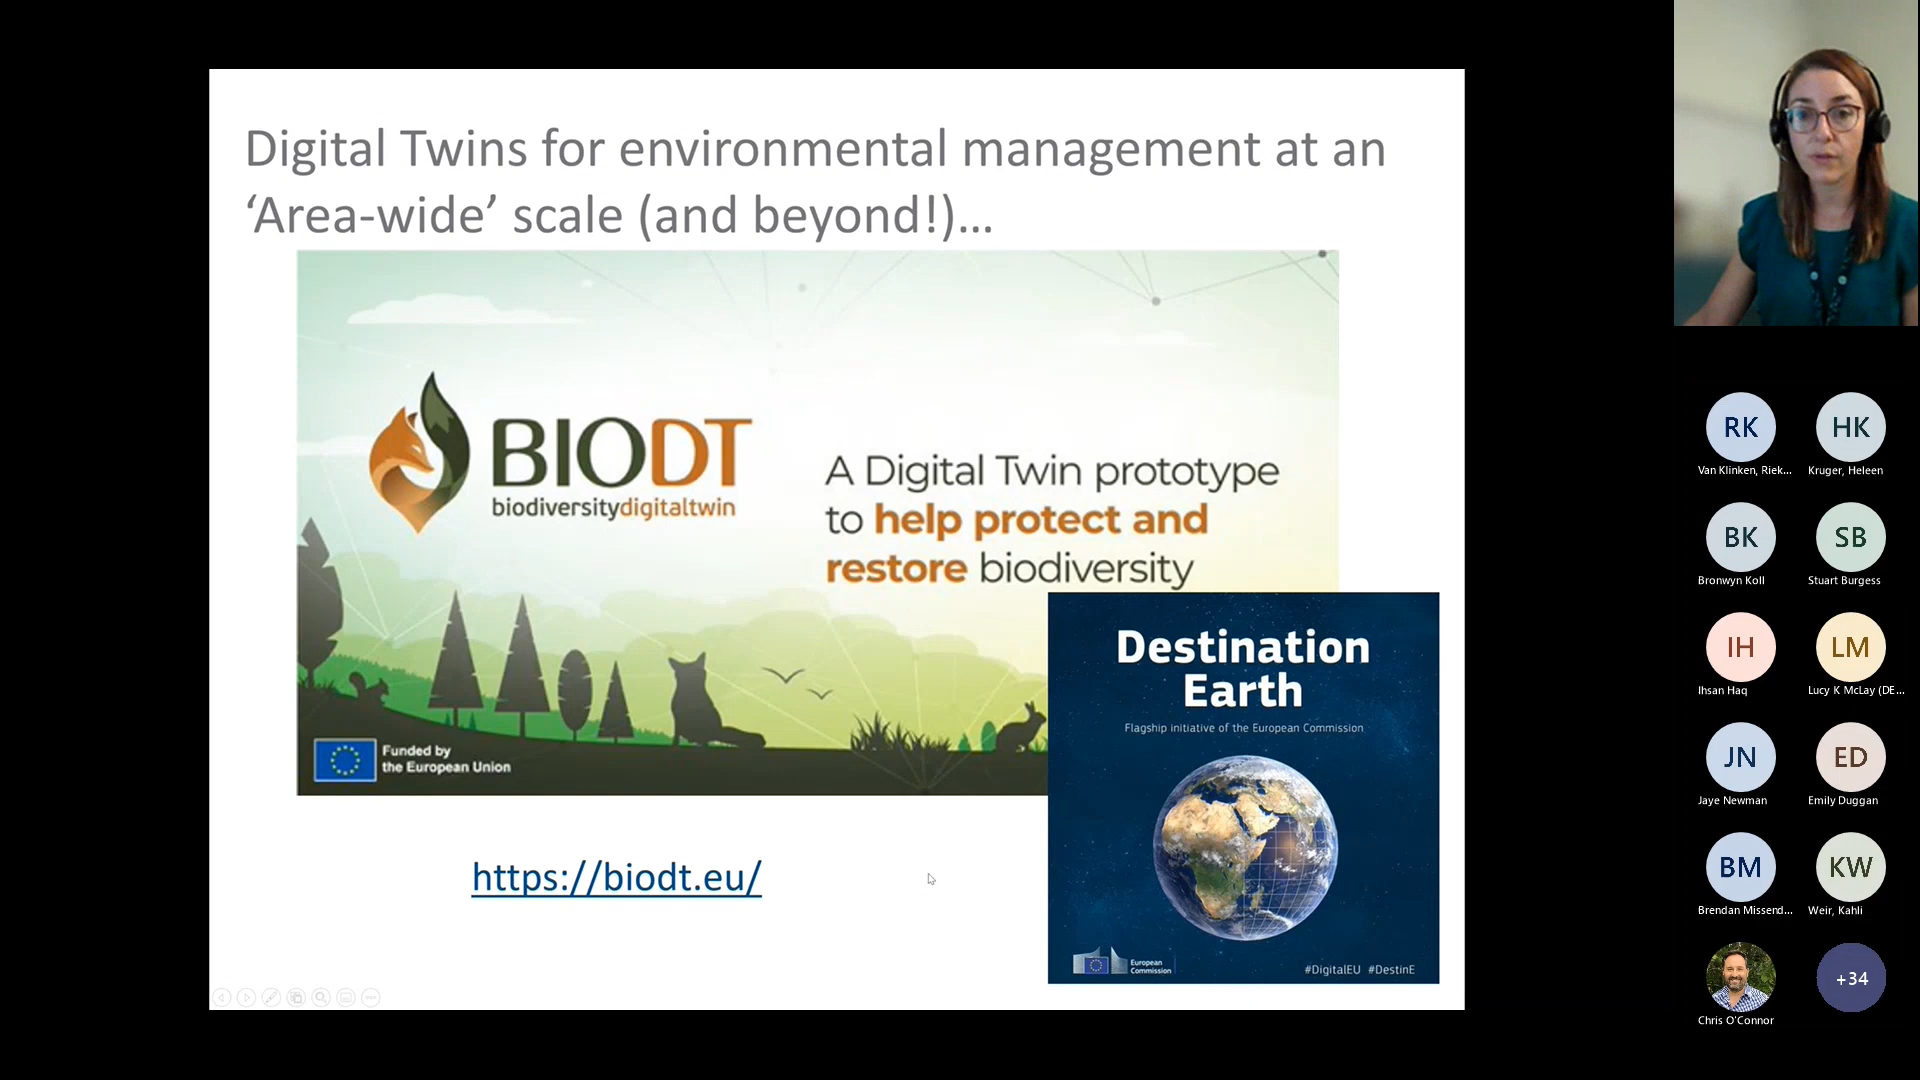 Digital Twins for environmental management at an
‘Area-wide’ scale (and beyond!)...
BIODT
biodiversitydigitaltwin
A Digital Twin prototype
to help protect and
restore biodiversity
Funded by
the European Union
Destination
Earth
Flagship initiative of the European Commission
European
Commission
#DigitalEU #DestinE
https://biodt.eu/
RK
Van Klinken, Riek...
HK
Kruger, Heleen
BK
Bronwyn Koll
SB
Stuart Burgess
IH
Ihsan Haq
LM
Lucy K McLay (DE...
JN
Jaye Newman
ED
Emily Duggan
BM
Brendan Missend...
KW
Weir, Kahli
Chris O'Connor
+34